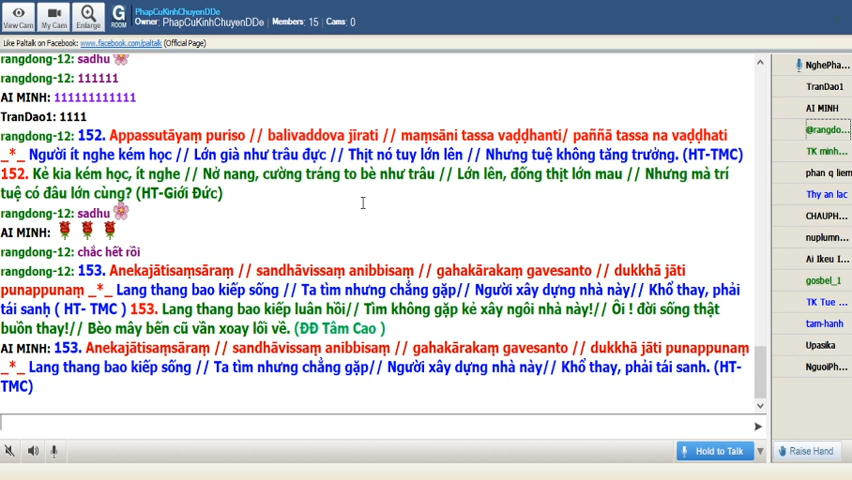 PhapCuKinhChuyenDDe
Owner: PhapCuKinhChuyenDDe Members: 15 Cams: 0
View Cam My Cam Enlarge G ROOM
Like Paltalk on Facebook: www.facebook.com/paltalk (Official Page)
rangdong-12: sadhu
rangdong-12: 111111
AI MINH: 111111111111
TranDao1: 1111
rangdong-12: 152. Appassutāyaṃ puriso // balivaddova jīrati // maṃsāni tassa vaḍḍhanti/ paññā tassa na vaḍḍhati
_*_ Người ít nghe kém học // Lớn già như trâu đực // Thịt nó tuy lớn lên // Nhưng tuệ không tăng trưởng. (HT-TMC)
152. Kẻ kia kém học, ít nghe // Nở nang, cường tráng to bè như trâu // Lớn lên, đống thịt lớn mau // Nhưng mà trí
tuệ có đâu lớn cùng? (HT-Giới Đức)
rangdong-12: sadhu
AI MINH:
rangdong-12: chắc hết rồi
rangdong-12: 153. Anekajātisaṃsāraṃ // sandhāvissaṃ anibbisaṃ // gahakārakaṃ gavesanto // dukkhā jāti
punappunaṃ _*_ Lang thang bao kiếp sống // Ta tìm nhưng chẳng gặp// Người xây dựng nhà này// Khổ thay, phải
tái sanh ( HT- TMC ) 153. Lang thang bao kiếp luân hồi// Tìm không gặp kẻ xây ngôi nhà này!// Ôi ! đời sống thật
buồn thay!// Bèo mây bến cũ vần xoay lối về. (ĐĐ Tâm Cao )
AI MINH: 153. Anekajātisaṃsāraṃ // sandhāvissaṃ anibbisaṃ // gahakārakaṃ gavesanto // dukkhā jāti punappunaṃ
_*_ Lang thang bao kiếp sống // Ta tìm nhưng chẳng gặp// Người xây dựng nhà này// Khổ thay, phải tái sanh. (HT-
TMC)
NghePha...
TranDao1
AI MINH
@rangdo...
TK minh...
phan q liem
Thy an lac
CHAUPH...
nuplumn...
Ai Ikeu I...
gosbel_1
TK Tue ...
tam-hanh
Upasika
NguoiPh...
Hold to Talk
Raise Hand